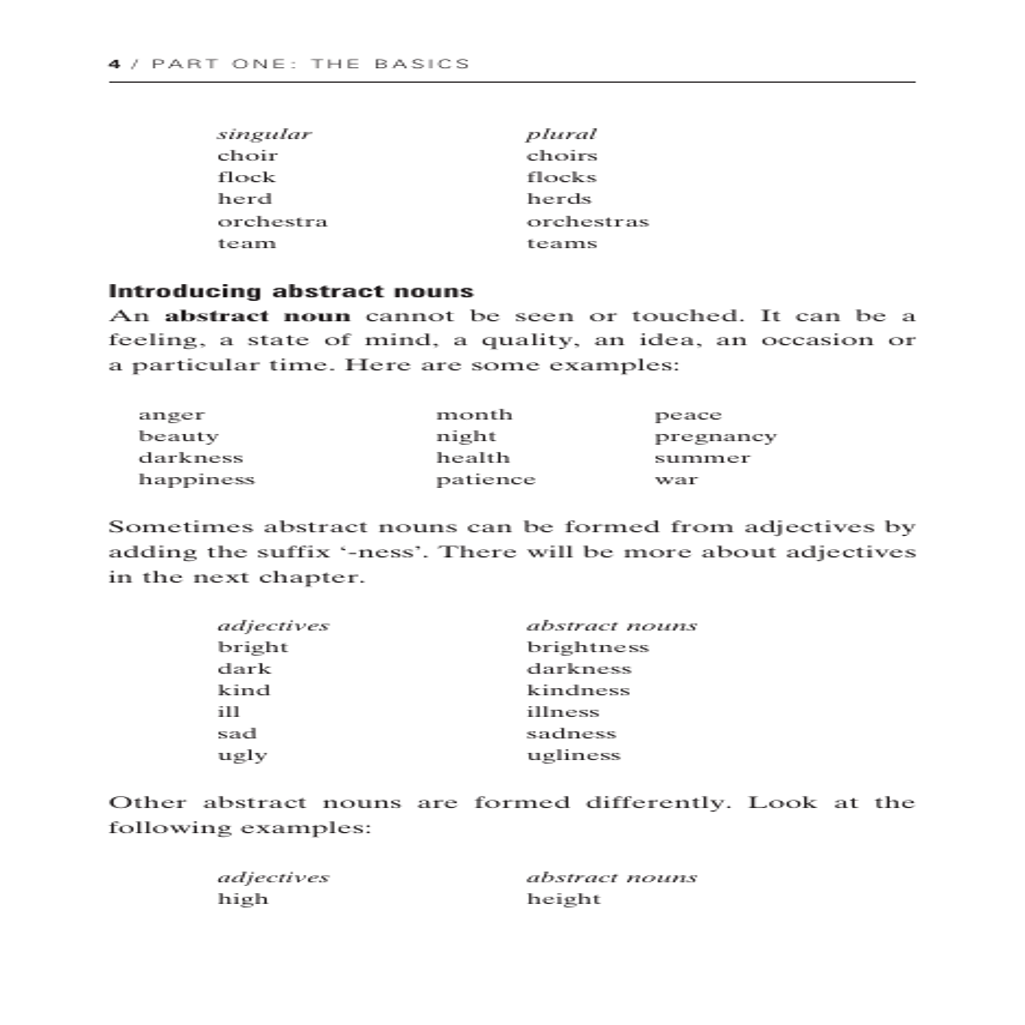 4 / PART ONE: THE BASICS
singular plural
choir choirs
flock flocks
herd herds
orchestra orchestras
team teams
Introducing abstract nouns
An abstract noun cannot be seen or touched. It can be a
feeling, a state of mind, a quality, an idea, an occasion or
a particular time. Here are some examples:
anger month peace
beauty night pregnancy
darkness health summer
happiness patience war
Sometimes abstract nouns can be formed from adjectives by
adding the suffix ‘-ness’. There will be more about adjectives
in the next chapter.
adjectives abstract nouns
bright brightness
dark darkness
kind kindness
ill illness
sad sadness
ugly ugliness
Other abstract nouns are formed differently. Look at the
following examples:
adjectives abstract nouns
high height